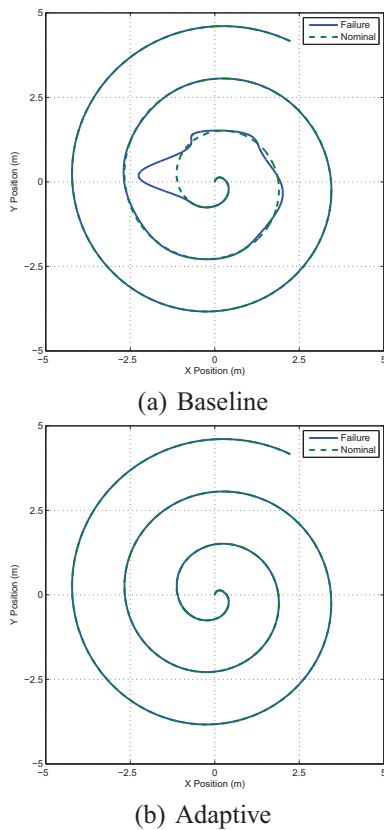 5
Failure
Nominal
2.5
Y Position (m)
0
−2.5
−5
−5
−2.5
0
2.5
5
X Position (m)
(a) Baseline
5
Failure
Nominal
2.5
Y Position (m)
0
−2.5
−5
−5
−2.5
0
2.5
5
X Position (m)
(b) Adaptive